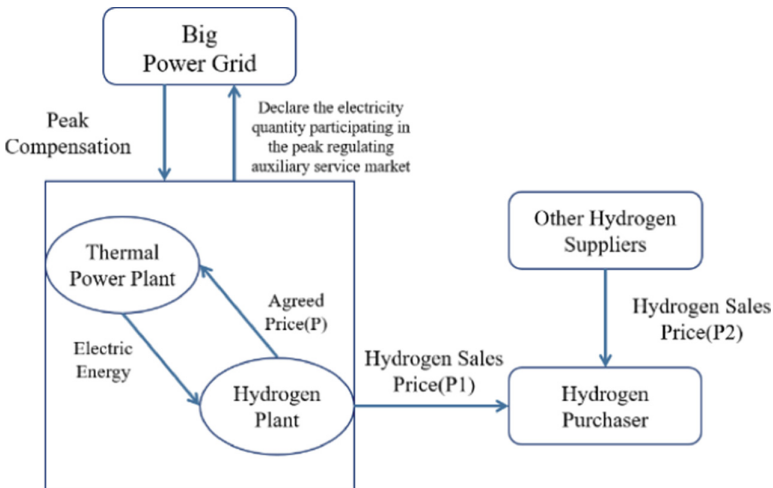 Big
Power Grid
Peak
Compensation
Declare the electricity
quantity participating in
the peak regulating
auxiliary service market
Thermal
Power Plant
Agreed
Price(P)
Electric
Energy
Hydrogen
Plant
Hydrogen Sales
Price(P1)
Other Hydrogen
Suppliers
Hydrogen Sales
Price(P2)
Hydrogen
Purchaser